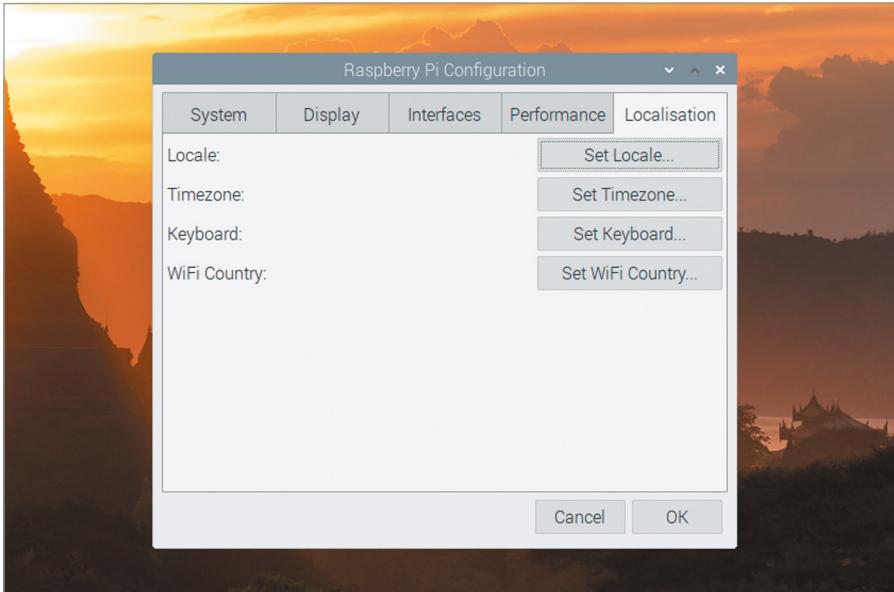 Raspberry Pi Configuration
System Display Interfaces Performance Localisation
Locale: Set Locale...
Timezone: Set Timezone...
Keyboard: Set Keyboard...
WiFi Country: Set WiFi Country...
Cancel OK